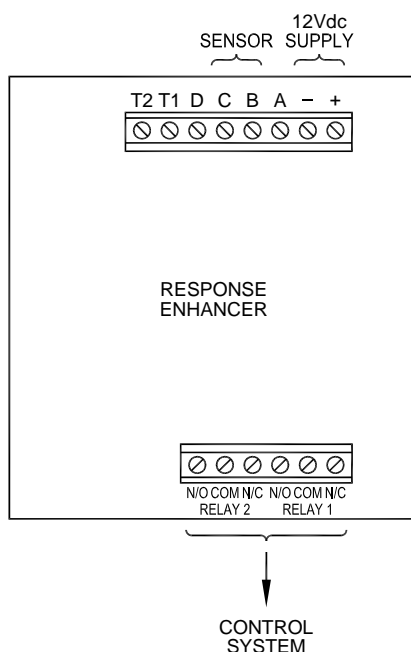 12Vdc
SENSOR SUPPLY
T2 T1 D C B A − +
RESPONSE
ENHANCER
N/O COM N/C N/O COM N/C
RELAY 2 RELAY 1
CONTROL
SYSTEM